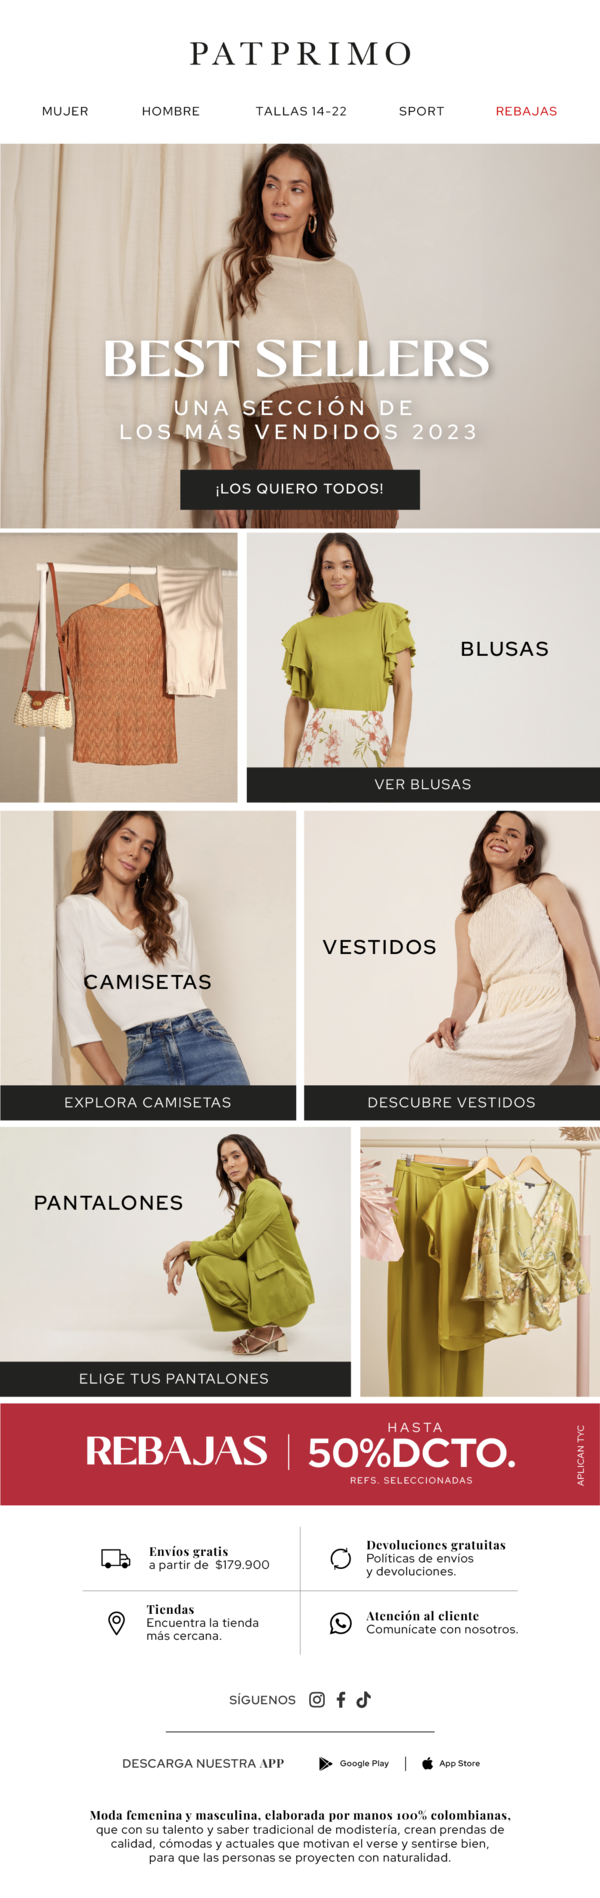 PATPRIMO
MUJER HOMBRE TALLAS 14-22 SPORT REBAJAS
BEST SELLERS
UNA SECCIÓN DE
LOS MÁS VENDIDOS 2023
¡LOS QUIERO TODOS!
BLUSAS
VER BLUSAS
CAMISETAS
EXPLORA CAMISETAS
VESTIDOS
DESCUBRE VESTIDOS
PANTALONES
ELIGE TUS PANTALONES
REBAJAS
HASTA
50%DCTO.
REFS. SELECCIONADAS
APLICAN TYC
Envíos gratis
a partir de $179.900
Devoluciones gratuitas
Políticas de envíos
y devoluciones.
Tiendas
Encuentra la tienda
más cercana.
Atención al cliente
Comunícate con nosotros.
SÍGUENOS
DESCARGA NUESTRA APP Google Play App Store
Moda femenina y masculina, elaborada por manos 100% colombianas,
que con su talento y saber tradicional de modistería, crean prendas de
calidad, cómodas y actuales que motivan el verse y sentirse bien,
para que las personas se proyecten con naturalidad.